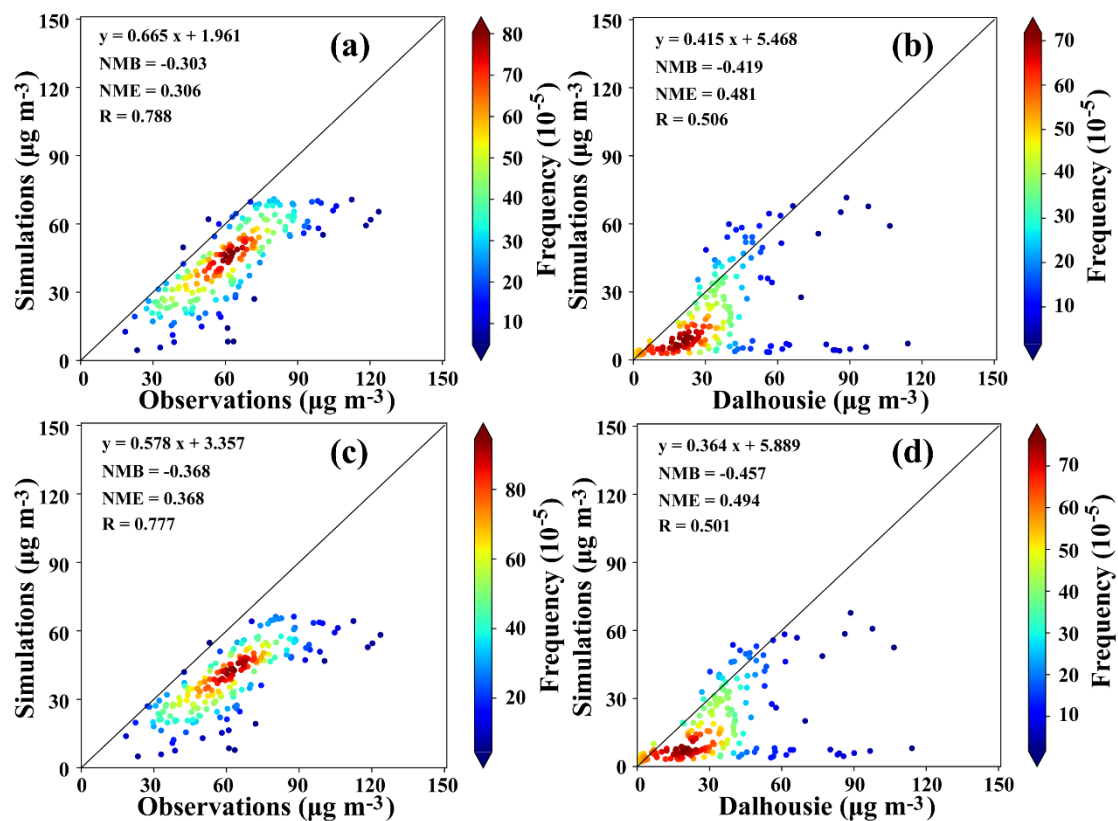 (a)
y = 0.665 x + 1.961
NMB = -0.303
NME = 0.306
R = 0.788
Simulations (μg m-3)
150
120
90
60
30
0
0 30 60 90 120 150
Observations (μg m-3)
80
70
60
50
40
30
20
10
Frequency (10-5)
(b)
y = 0.415 x + 5.468
NMB = -0.419
NME = 0.481
R = 0.506
Simulations (μg m-3)
150
120
90
60
30
0
0 30 60 90 120 150
Dalhousie (μg m-3)
70
60
50
40
30
20
10
Frequency (10-5)
(c)
y = 0.578 x + 3.357
NMB = -0.368
NME = 0.368
R = 0.777
Simulations (μg m-3)
150
120
90
60
30
0
0 30 60 90 120 150
Observations (μg m-3)
80
60
40
20
Frequency (10-5)
(d)
y = 0.364 x + 5.889
NMB = -0.457
NME = 0.494
R = 0.501
Simulations (μg m-3)
150
120
90
60
30
0
0 30 60 90 120 150
Dalhousie (μg m-3)
70
60
50
40
30
20
10
Frequency (10-5)